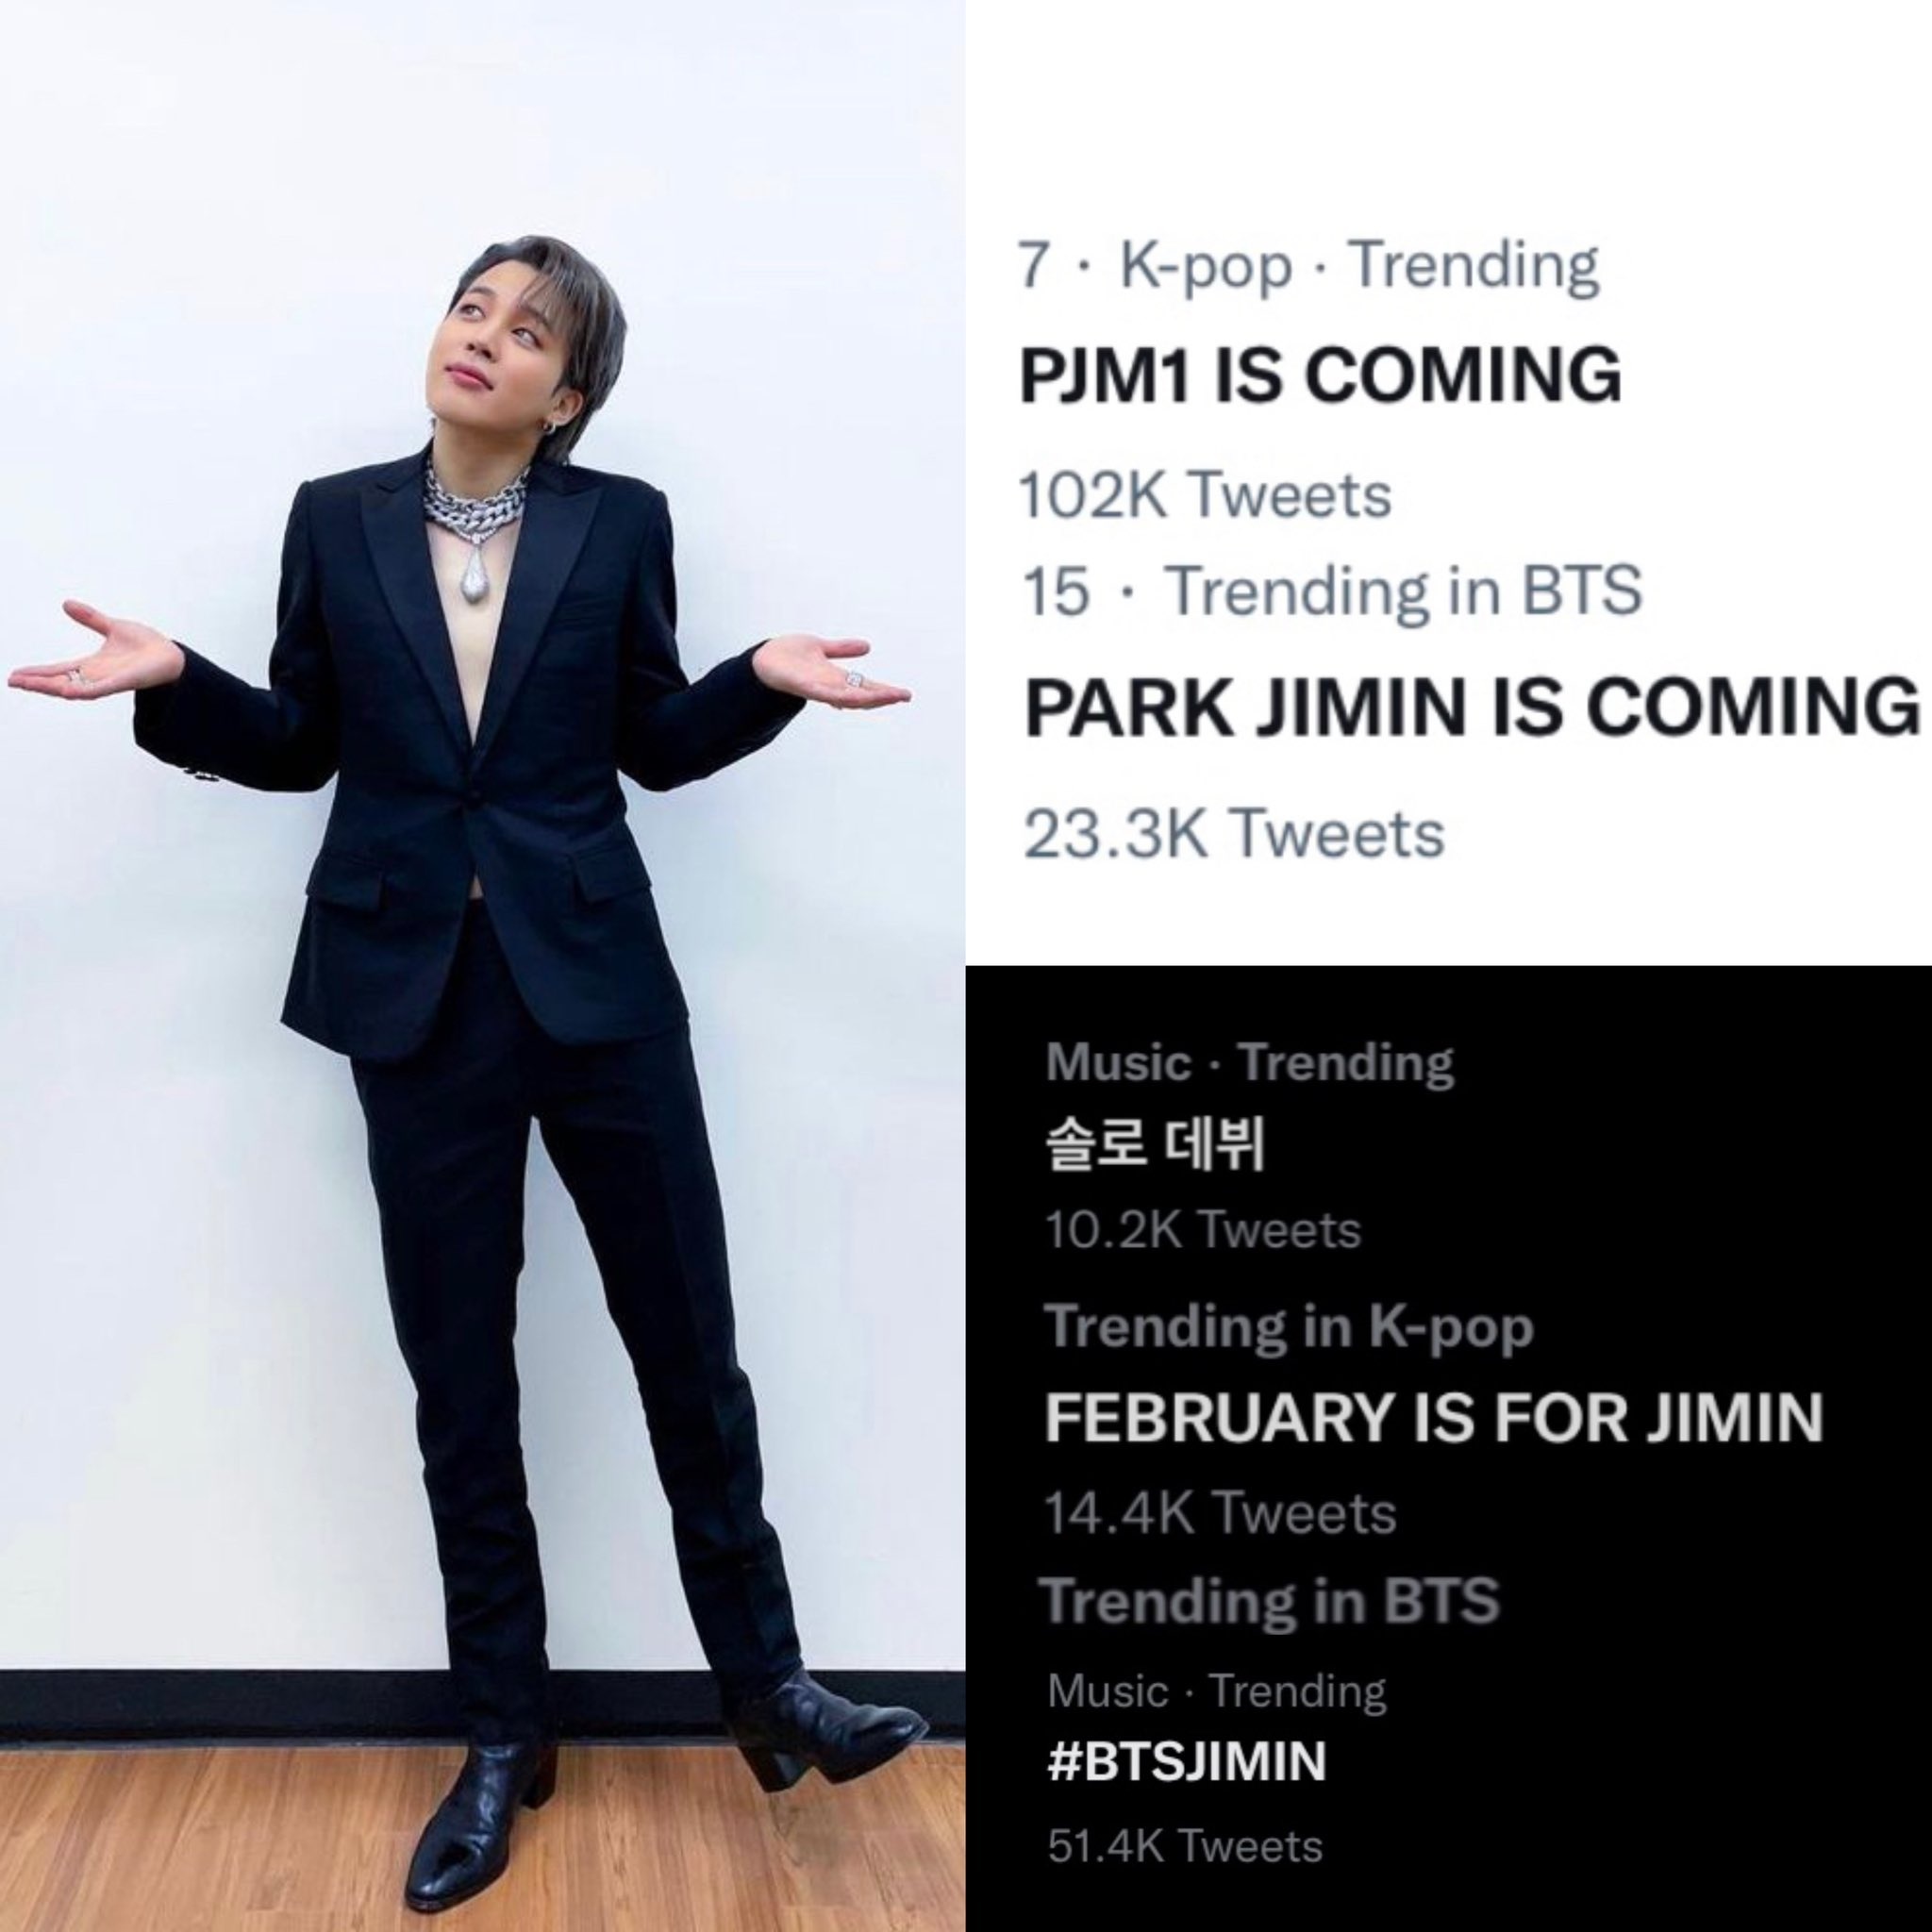 7 · K-pop · Trending
PJM1 IS COMING
102K Tweets
15 · Trending in BTS
PARK JIMIN IS COMING
23.3K Tweets
Music · Trending
솔로 데뷔
10.2K Tweets
Trending in K-pop
FEBRUARY IS FOR JIMIN
14.4K Tweets
Trending in BTS
Music · Trending
#BTSJIMIN
51.4K Tweets